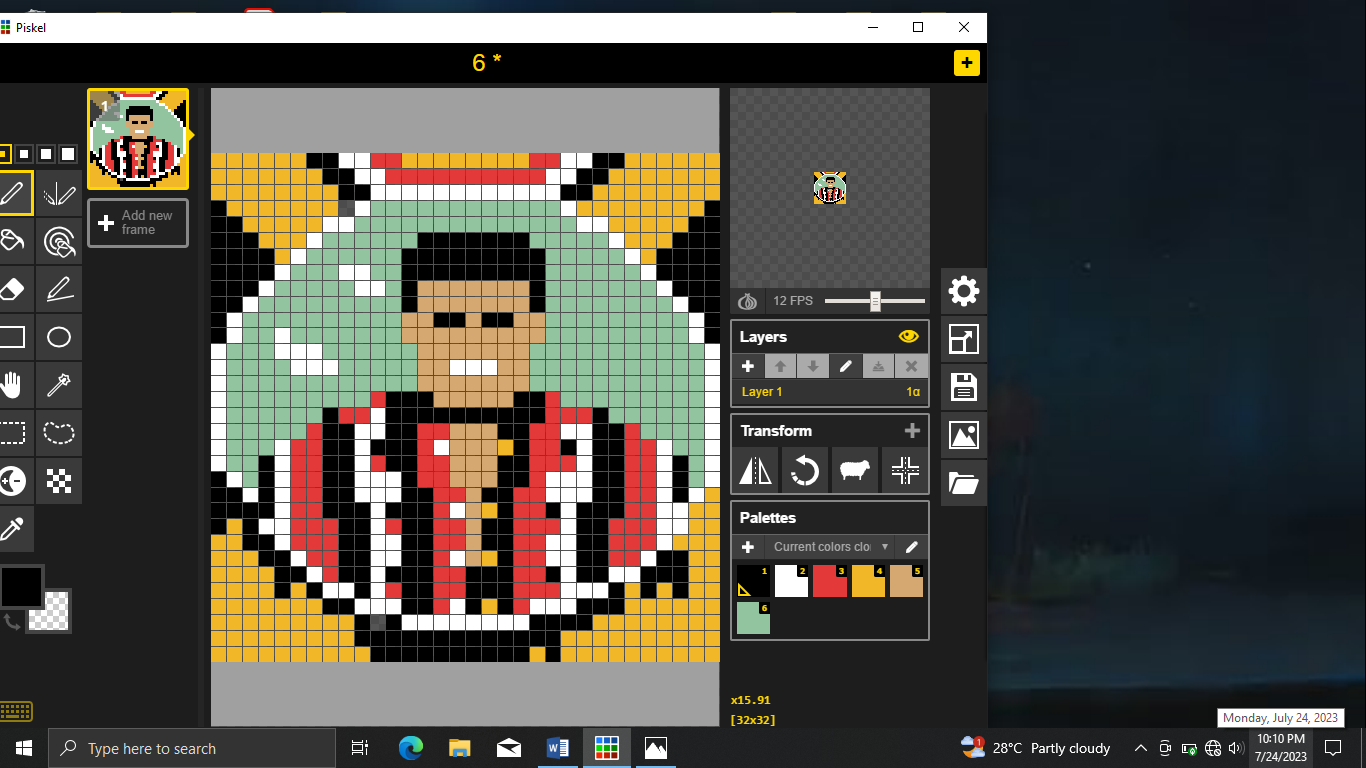 Piskel
6 *
+
1
Add new
frame
12 FPS
Layers
Layer 1
1α
Transform
Palettes
Current colors clo
1
2
3
4
5
6
x15.91
[32x32]
Monday, July 24, 2023
Type here to search
W
1
28°C Partly cloudy
10:10 PM
7/24/2023